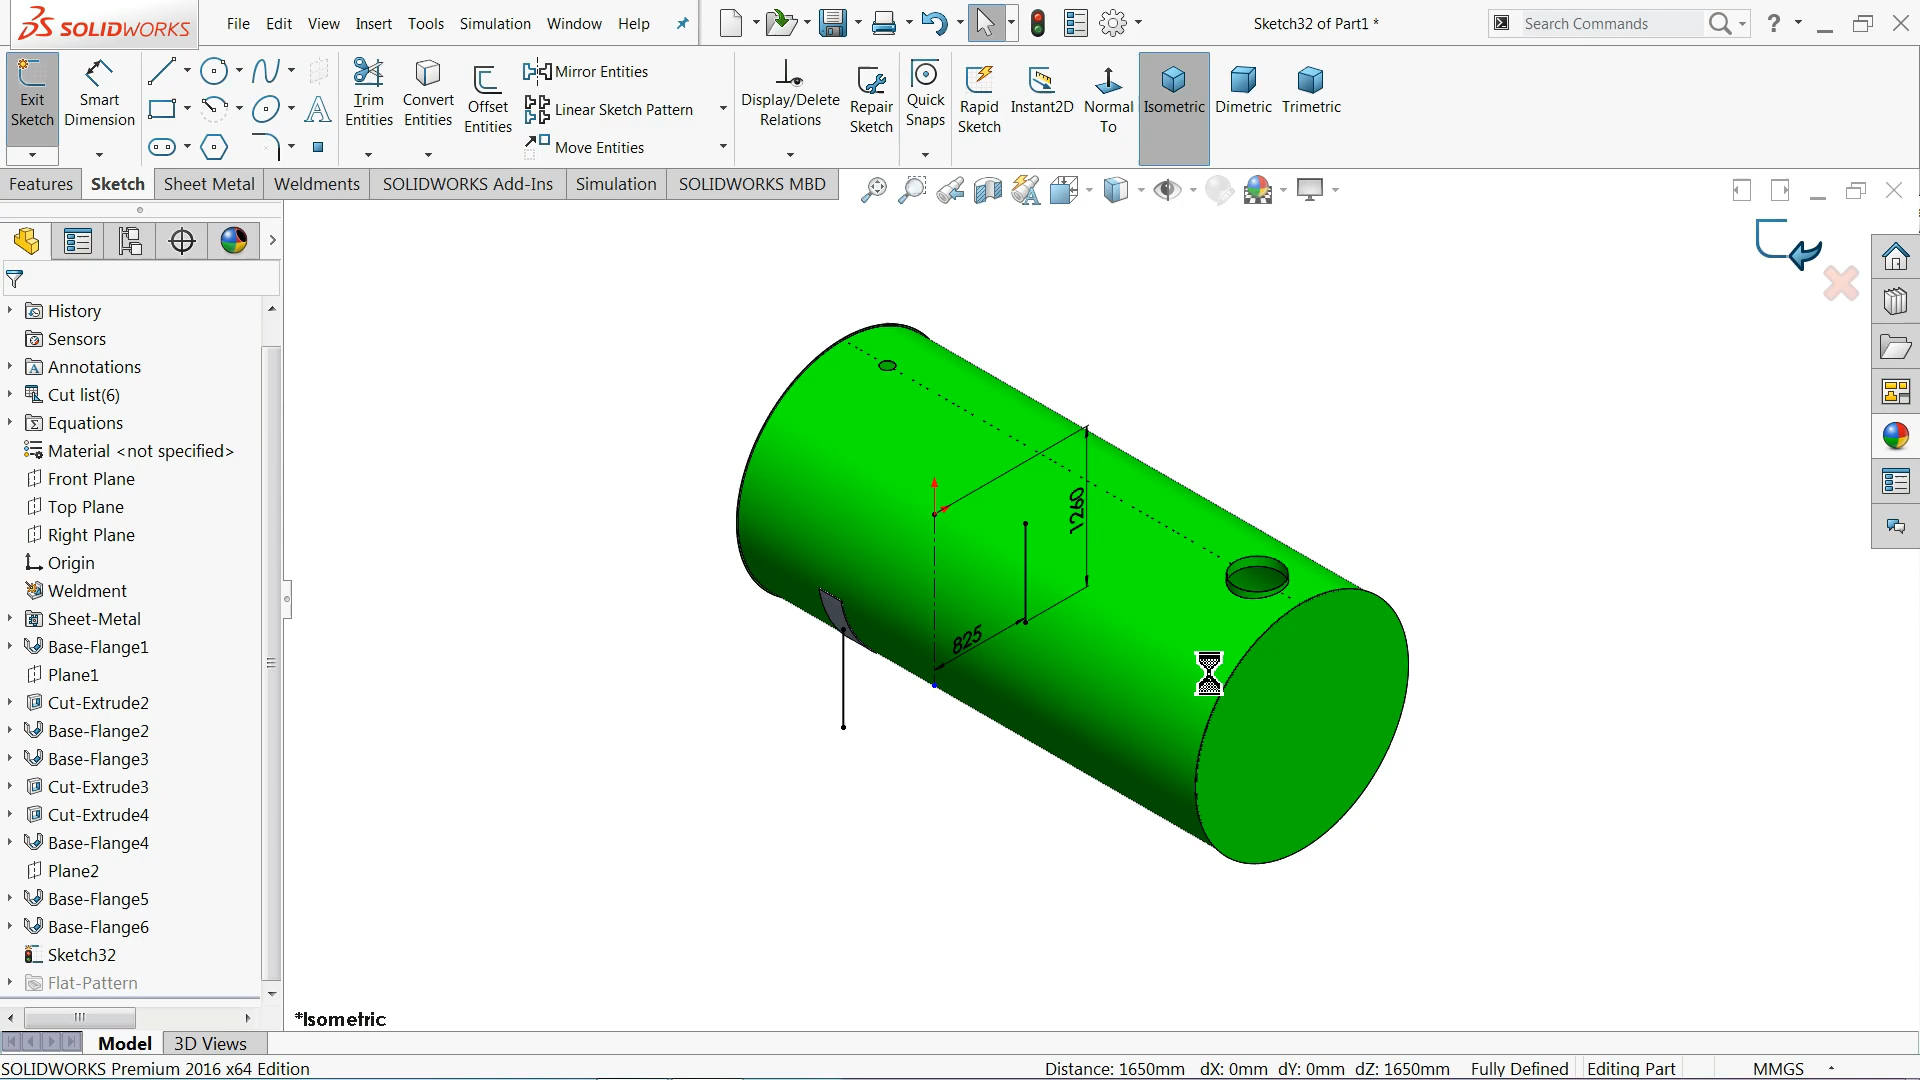 SOLIDWORKS
File Edit View Insert Tools Simulation Window Help
Sketch32 of Part1 *
Search Commands
?
Exit Sketch
Smart Dimension
Trim Entities
Convert Entities
Offset Entities
Mirror Entities
Linear Sketch Pattern
Move Entities
Display/Delete Relations
Repair Sketch
Quick Snaps
Rapid Sketch
Instant2D
Normal To
Isometric
Dimetric
Trimetric
Features Sketch Sheet Metal Weldments SOLIDWORKS Add-Ins Simulation SOLIDWORKS MBD
History
Sensors
Annotations
Cut list(6)
Equations
Material <not specified>
Front Plane
Top Plane
Right Plane
Origin
Weldment
Sheet-Metal
Base-Flange1
Plane1
Cut-Extrude2
Base-Flange2
Base-Flange3
Cut-Extrude3
Cut-Extrude4
Base-Flange4
Plane2
Base-Flange5
Base-Flange6
Sketch32
Flat-Pattern
1260
825
*Isometric
Model 3D Views
SOLIDWORKS Premium 2016 x64 Edition
Distance: 1650mm dX: 0mm dY: 0mm dZ: 1650mm Fully Defined Editing Part MMGS